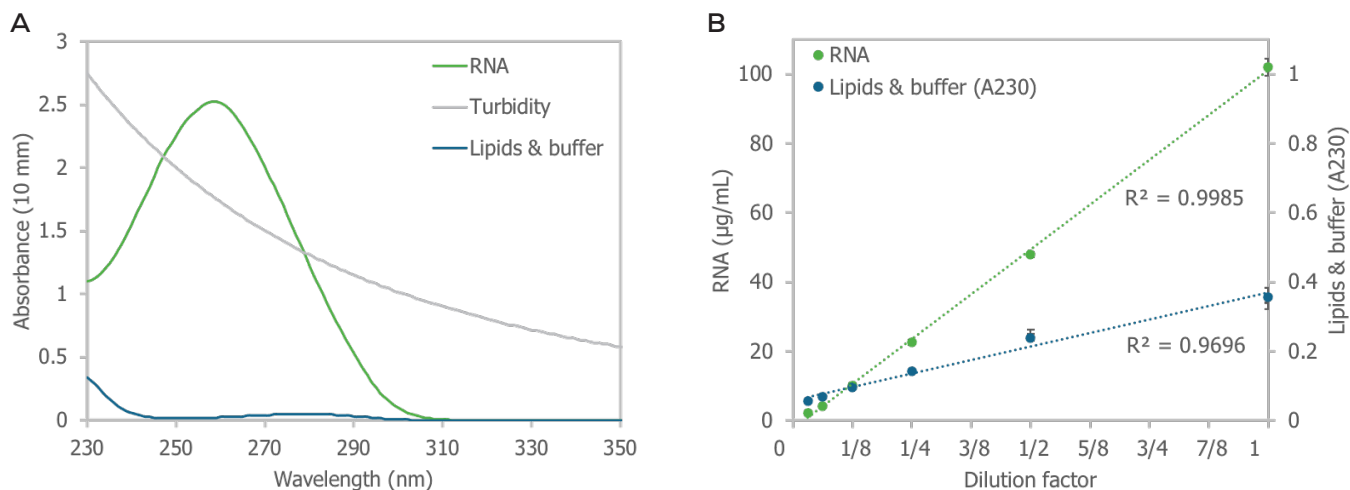 A
Absorbance (10 mm)
3
2.5
2
1.5
1
0.5
0
RNA
Turbidity
Lipids & buffer
230
250
270
290
310
330
350
Wavelength (nm)
B
RNA (µg/mL)
100
80
60
40
20
0
RNA
Lipids & buffer (A230)
R² = 0.9985
R² = 0.9696
1
0.8
0.6
0.4
0.2
0
Lipids & buffer (A230)
0
1/8
1/4
3/8
1/2
5/8
3/4
7/8
1
Dilution factor